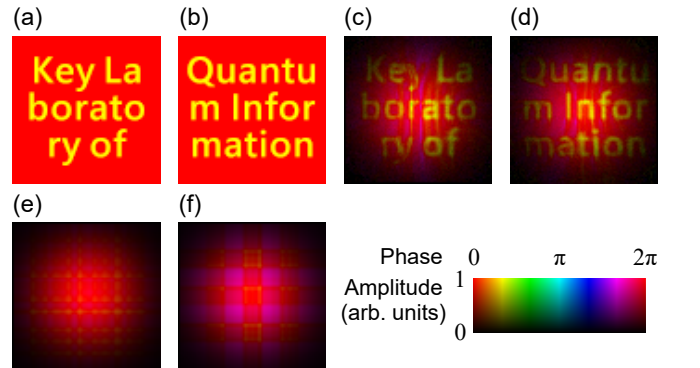 (a) (b) (c) (d)
Key La
borato
ry of
Quantu
m Infor
mation
Key La
borato
ry of
Quantu
m Infor
mation
(e) (f)
Phase 0 π 2π
Amplitude 1
(arb. units) 0